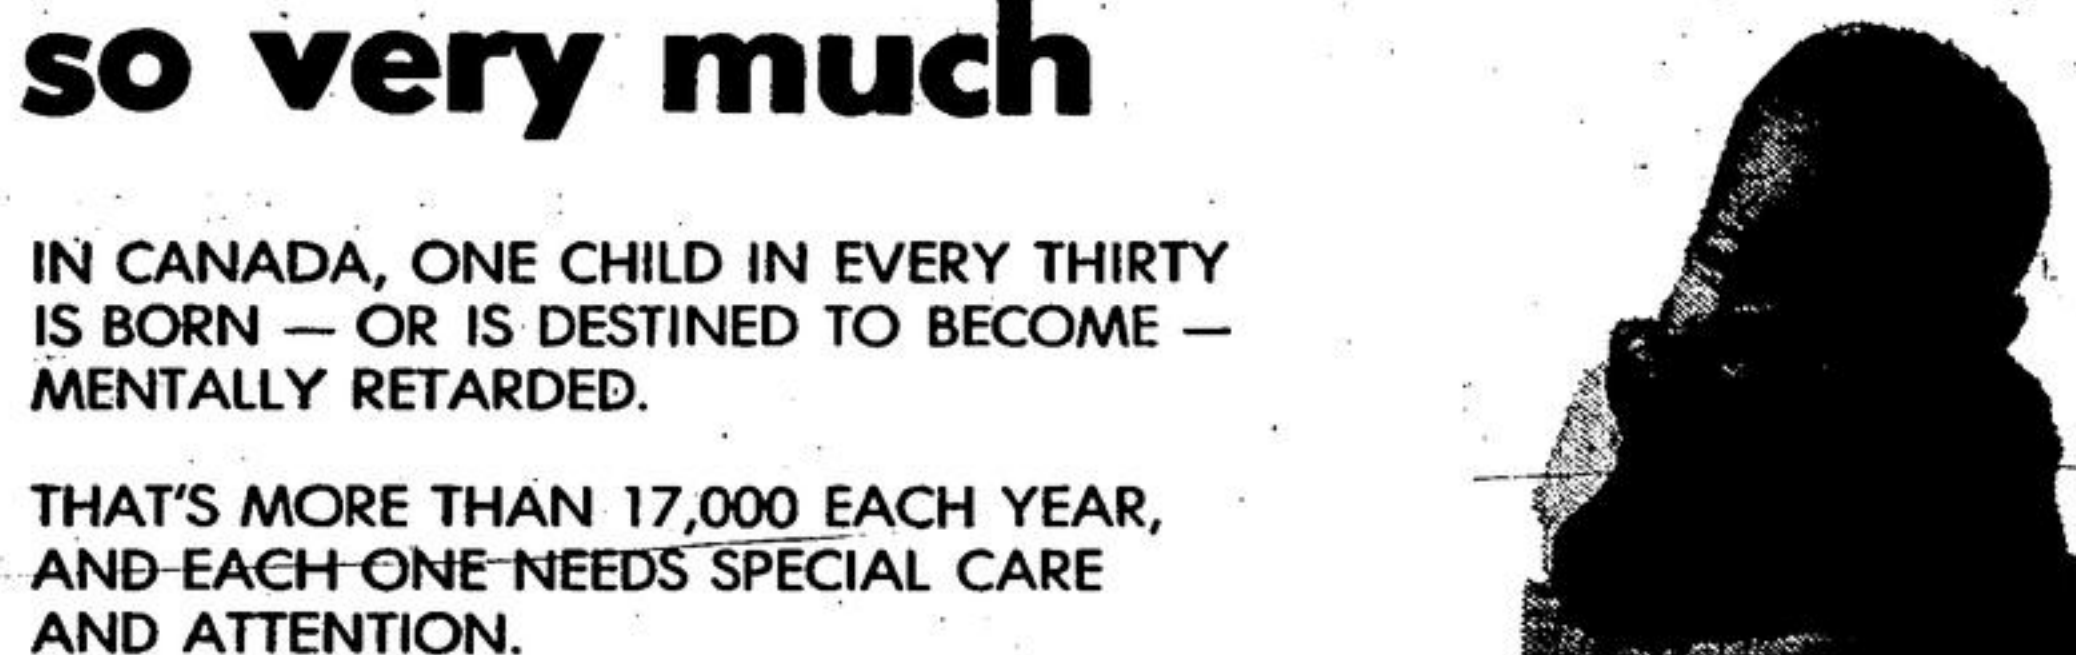 so very much
IN CANADA, ONE CHILD IN EVERY THIRTY
IS BORN — OR IS DESTINED TO BECOME —
MENTALLY RETARDED.
THAT'S MORE THAN 17,000 EACH YEAR,
AND EACH ONE NEEDS SPECIAL CARE
AND ATTENTION.